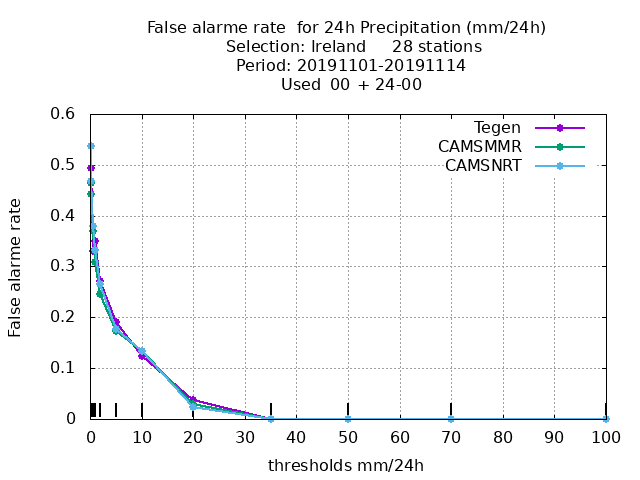 False alarme rate  for 24h Precipitation (mm/24h)
Selection: Ireland     28 stations
Period: 20191101-20191114
Used  00 + 24-00
Tegen
CAMSMMR
CAMSNRT
False alarme rate
0.6
0.5
0.4
0.3
0.2
0.1
0
0 10 20 30 40 50 60 70 80 90 100
thresholds mm/24h